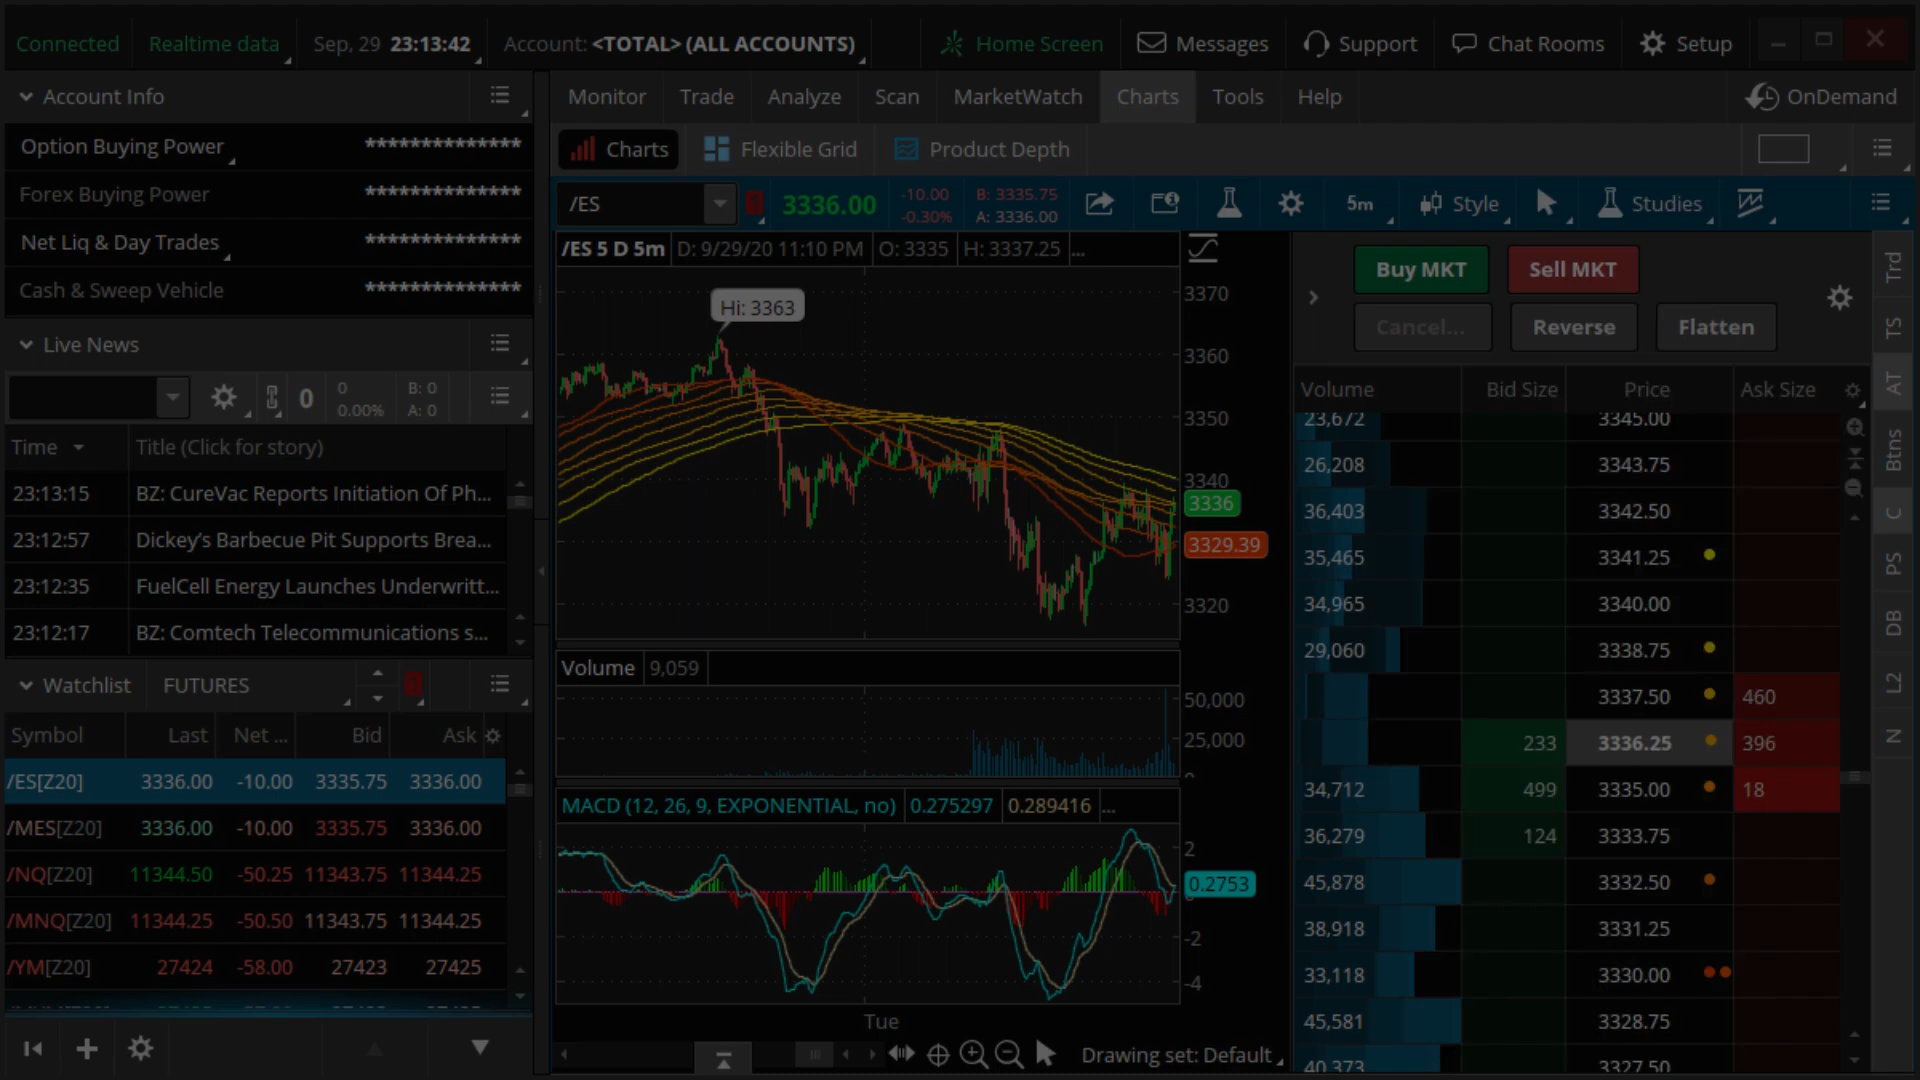 Connected Realtime data Sep, 29 23:13:42 Account: <TOTAL> (ALL ACCOUNTS) Home Screen Messages Support Chat Rooms Setup
Account Info
Option Buying Power **************
Forex Buying Power **************
Net Liq & Day Trades **************
Cash & Sweep Vehicle **************
Live News
0 0 0.00% B: 0 A: 0
Time Title (Click for story)
23:13:15 BZ: CureVac Reports Initiation Of Ph...
23:12:57 Dickey's Barbecue Pit Supports Brea...
23:12:35 FuelCell Energy Launches Underwritt...
23:12:17 BZ: Comtech Telecommunications s...
Watchlist FUTURES
Symbol Last Net ... Bid Ask
/ES[Z20] 3336.00 -10.00 3335.75 3336.00
/MES[Z20] 3336.00 -10.00 3335.75 3336.00
/NQ[Z20] 11344.50 -50.25 11343.75 11344.25
/MNQ[Z20] 11344.25 -50.50 11343.75 11344.25
/YM[Z20] 27424 -58.00 27423 27425
Monitor Trade Analyze Scan MarketWatch Charts Tools Help OnDemand
Charts Flexible Grid Product Depth
/ES 3336.00 -10.00 -0.30% B: 3335.75 A: 3336.00 5m Style Studies
/ES 5 D 5m D: 9/29/20 11:10 PM O: 3335 H: 3337.25 ...
Hi: 3363
3370
3360
3350
3340
3336
3329.39
3320
Volume 9,059
50,000
25,000
0
MACD (12, 26, 9, EXPONENTIAL, no) 0.275297 0.289416 ...
2
0.2753
-2
-4
Tue
Drawing set: Default
Buy MKT Sell MKT
Cancel... Reverse Flatten
Volume Bid Size Price Ask Size
23,672 3345.00
26,208 3343.75
36,403 3342.50
35,465 3341.25
34,965 3340.00
29,060 3338.75
3337.50 460
233 3336.25 396
34,712 499 3335.00 18
36,279 124 3333.75
45,878 3332.50
38,918 3331.25
33,118 3330.00
45,581 3328.75
40,373 3327.50
Trd
TS
AT
Btns
C
PS
DB
L2
N